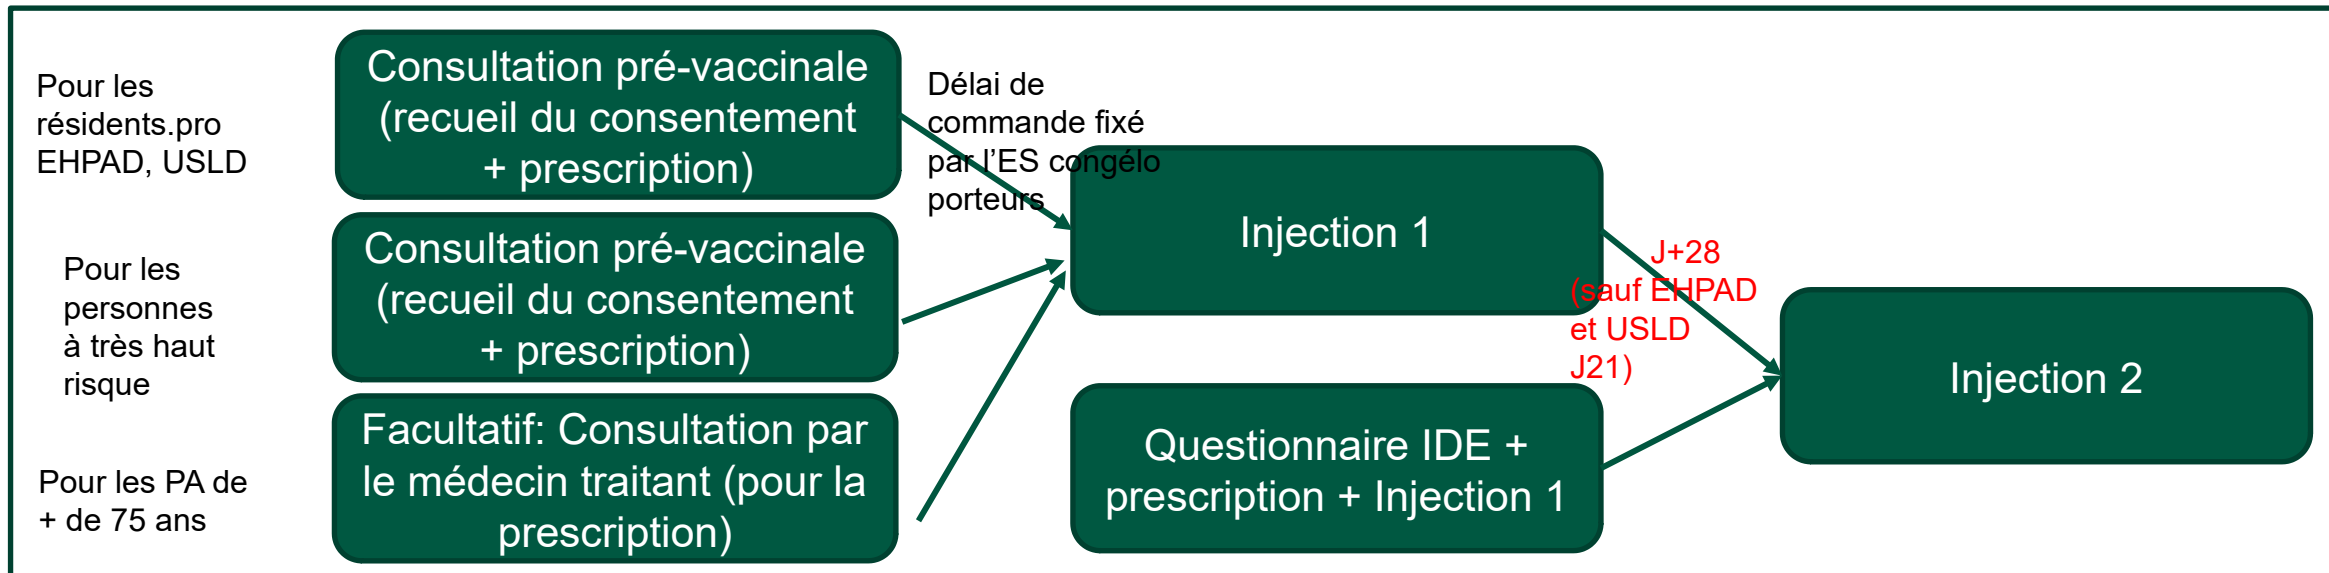 Pour les
résidents.pro
EHPAD, USLD
Consultation pré-vaccinale
(recueil du consentement
+ prescription)
Délai de
commande fixé
par l'ES congélo
porteurs
Pour les
personnes
à très haut
risque
Consultation pré-vaccinale
(recueil du consentement
+ prescription)
Injection 1
J+28
(sauf EHPAD
et USLD
J21)
Injection 2
Pour les PA de
+ de 75 ans
Facultatif: Consultation par
le médecin traitant (pour la
prescription)
Questionnaire IDE +
prescription + Injection 1